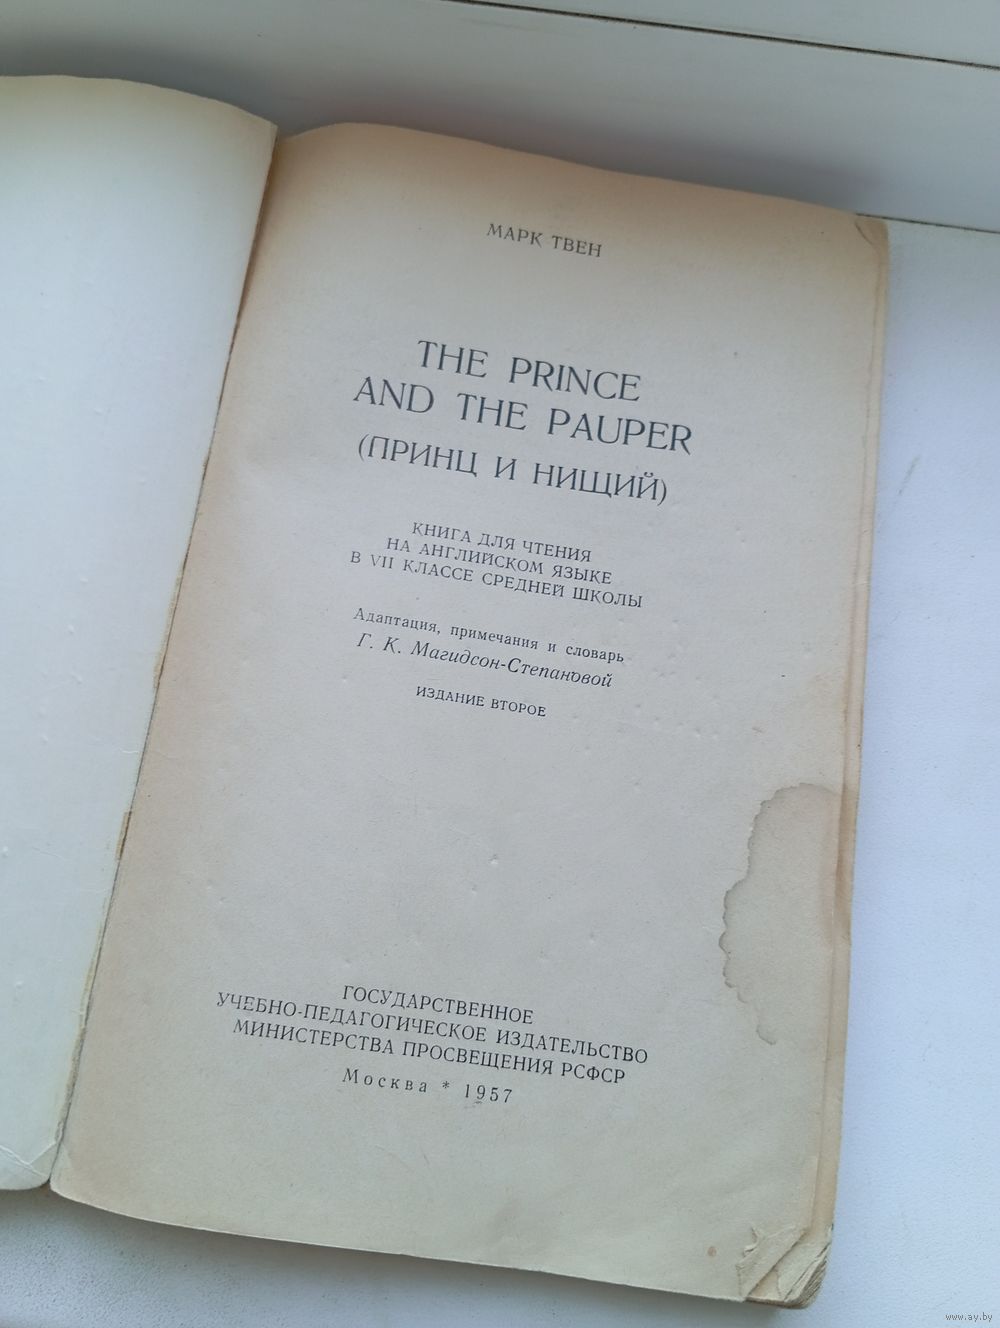 МАРК ТВЕН
THE PRINCE
AND THE PAUPER
(ПРИНЦ И НИЩИЙ)
КНИГА ДЛЯ ЧТЕНИЯ
НА АНГЛИЙСКОМ ЯЗЫКЕ
В VII КЛАССЕ СРЕДНЕЙ ШКОЛЫ
Адаптация, примечания и словарь
Г. К. Магидсон-Степановой
ИЗДАНИЕ ВТОРОЕ
ГОСУДАРСТВЕННОЕ
УЧЕБНО-ПЕДАГОГИЧЕСКОЕ ИЗДАТЕЛЬСТВО
МИНИСТЕРСТВА ПРОСВЕЩЕНИЯ РСФСР
Москва * 1957
www.ay.by